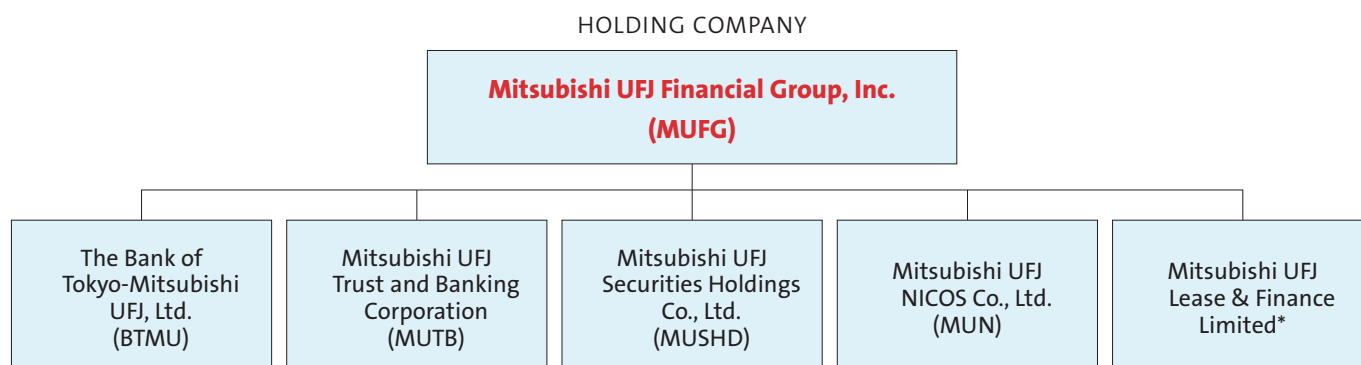 HOLDING COMPANY
Mitsubishi UFJ Financial Group, Inc.
(MUFG)
The Bank of
Tokyo-Mitsubishi
UFJ, Ltd.
(BTMU)
Mitsubishi UFJ
Trust and Banking
Corporation
(MUTB)
Mitsubishi UFJ
Securities Holdings
Co., Ltd.
(MUSHD)
Mitsubishi UFJ
NICOS Co., Ltd.
(MUN)
Mitsubishi UFJ
Lease & Finance
Limited*